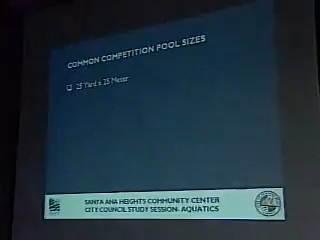 COMMON COMPETITION POOL SIZES
25 Yard x 25 Meter
SANTA ANA HEIGHTS COMMUNITY CENTER
CITY COUNCIL STUDY SESSION- AQUATICS